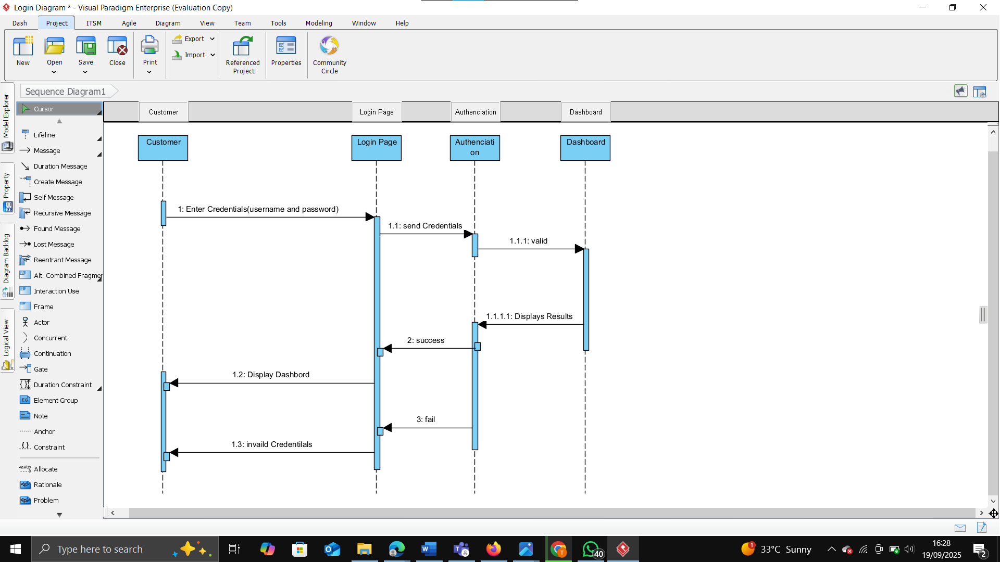 Login Diagram * - Visual Paradigm Enterprise (Evaluation Copy)
Dash Project ITSM Agile Diagram View Team Tools Modeling Window Help
New Open Save Close Print Export Import Referenced Project Properties Community Circle
Sequence Diagram1
Model Explorer
Property
Diagram Backlog
Logical View
Cursor
Lifeline
Message
Duration Message
Create Message
Self Message
Recursive Message
Found Message
Lost Message
Reentrant Message
Alt. Combined Fragmer
Interaction Use
Frame
Actor
Concurrent
Continuation
Gate
Duration Constraint
EG Element Group
Note
Anchor
Constraint
Allocate
Rationale
Problem
Customer Login Page Authenciation Dashboard
Customer
Login Page
Authenciati
on
Dashboard
1: Enter Credentials(username and password)
1.1: send Credentials
1.1.1: valid
1.1.1.1: Displays Results
2: success
1.2: Display Dashbord
3: fail
1.3: invaild Credentilals
Type here to search
40
1
33°C Sunny
16:28
19/09/2025
2